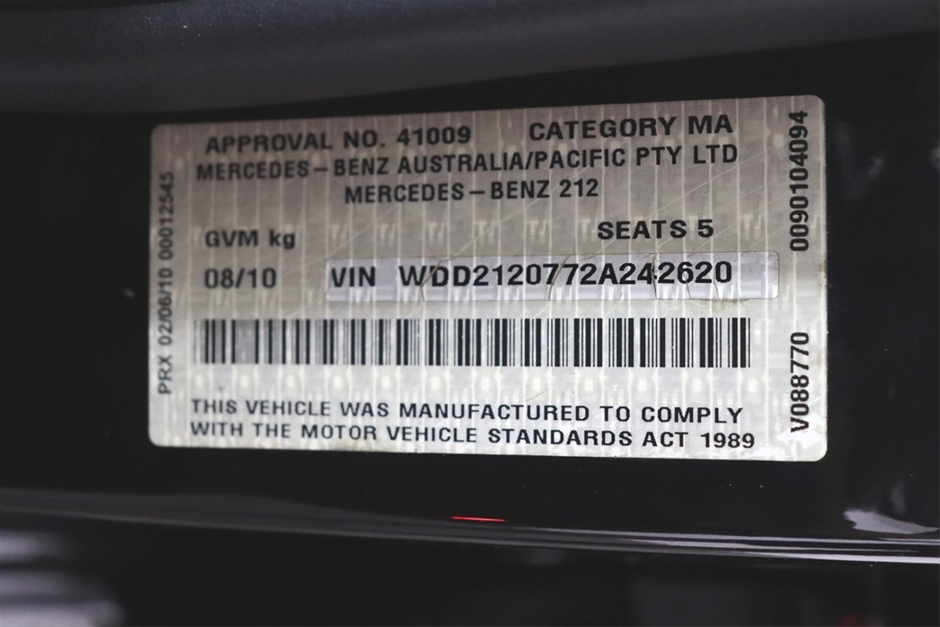 APPROVAL NO. 41009 CATEGORY MA
MERCEDES-BENZ AUSTRALIA/PACIFIC PTY LTD
MERCEDES-BENZ 212
GVM kg SEATS 5
08/10 VIN WDD2120772A242620
THIS VEHICLE WAS MANUFACTURED TO COMPLY
WITH THE MOTOR VEHICLE STANDARDS ACT 1989
PRX 02/06/10 00012545
V088770 0090104094